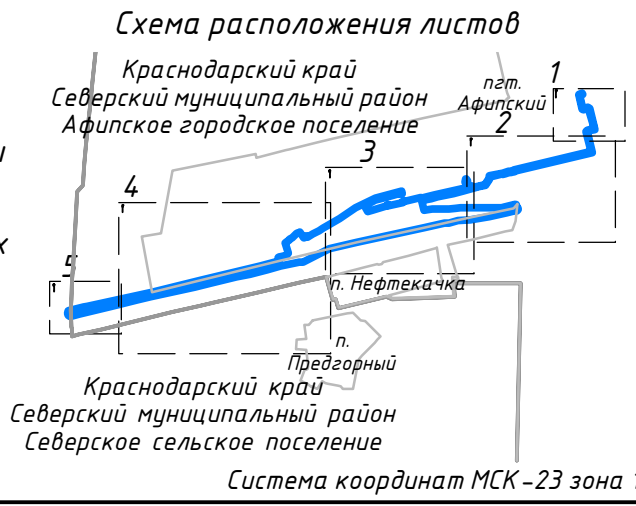 Схема расположения листов
Краснодарский край
Северский муниципальный район
Афипское городское поселение
пгт.
Афипский
1
2
3
4
5
п. Нефтекачка
п.
Предгорный
Краснодарский край
Северский муниципальный район
Северское сельское поселение
Система координат МСК-23 зона